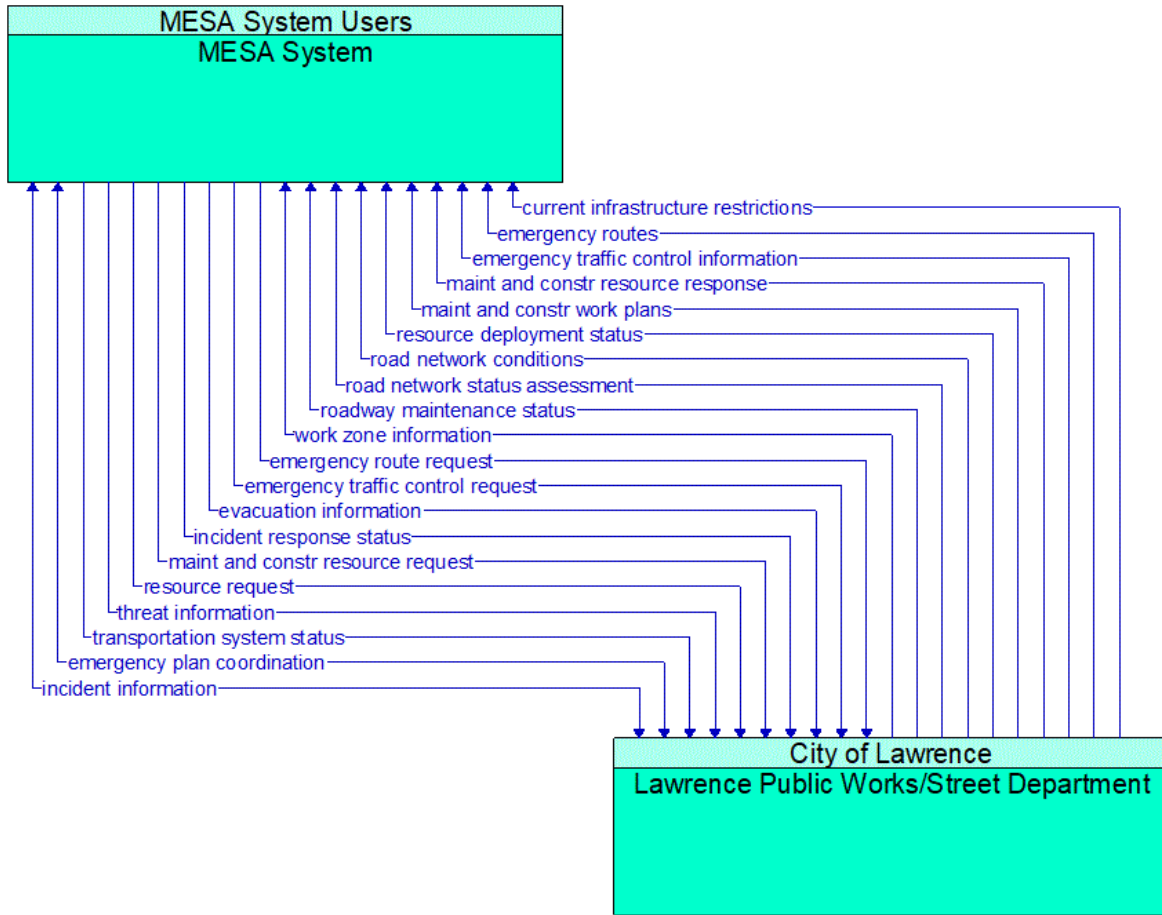 MESA System Users
MESA System
current infrastructure restrictions
emergency routes
emergency traffic control information
maint and constr resource response
maint and constr work plans
resource deployment status
road network conditions
road network status assessment
roadway maintenance status
work zone information
emergency route request
emergency traffic control request
evacuation information
incident response status
maint and constr resource request
resource request
threat information
transportation system status
emergency plan coordination
incident information
City of Lawrence
Lawrence Public Works/Street Department